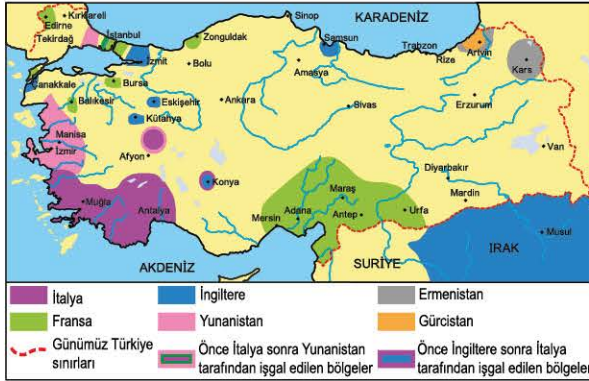 Kırklareli
Edirne
Tekirdağ
İstanbul
İzmit
Zonguldak
Bolu
Sinop
KARADENİZ
Samsun
Amasya
Trabzon
Rize
Artvin
Kars
Çanakkale
Bursa
Balıkesir
Eskişehir
Kütahya
Ankara
Sivas
Erzurum
Manisa
İzmir
Afyon
Konya
Van
Diyarbakır
Mardin
Muğla
Antalya
Mersin
Adana
Maraş
Antep
Urfa
Musul
AKDENİZ
SURİYE
IRAK
İtalya
İngiltere
Ermenistan
Fransa
Yunanistan
Gürcistan
Günümüz Türkiye
sınırları
Önce İtalya sonra Yunanistan
tarafından işgal edilen bölgeler
Önce İngiltere sonra İtalya
tarafından işgal edilen bölgeler